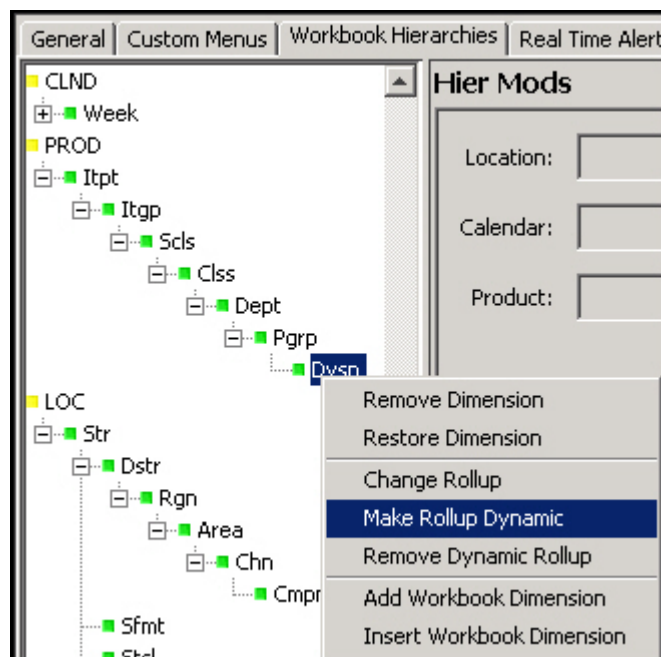 General Custom Menus Workbook Hierarchies Real Time Alert
CLND
Week
PROD
Itpt
Itgp
Scls
Clss
Dept
Pgrp
Dvsn
LOC
Str
Dstr
Rgn
Area
Chn
Cmpn
Sfmt
Hier Mods
Location:
Calendar:
Product:
Remove Dimension
Restore Dimension
Change Rollup
Make Rollup Dynamic
Remove Dynamic Rollup
Add Workbook Dimension
Insert Workbook Dimension